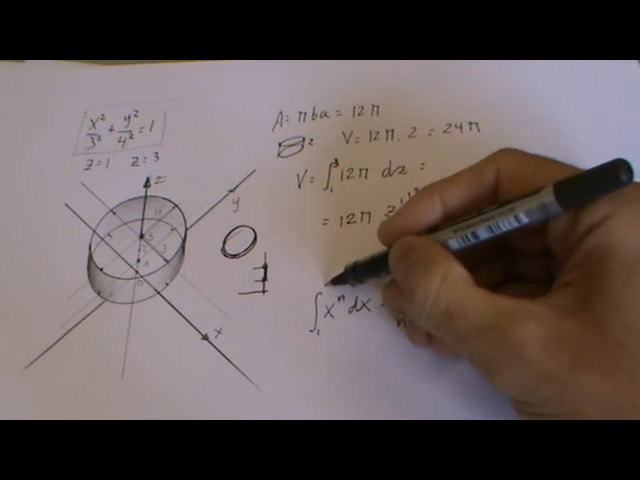 x²/3² + y²/4² = 1
z=1 z=3
A = πba = 12π
2 V = 12π · 2 = 24π
V = ∫₁³ 12π dz =
= 12π
∫₁ xⁿ dx
z
y
x